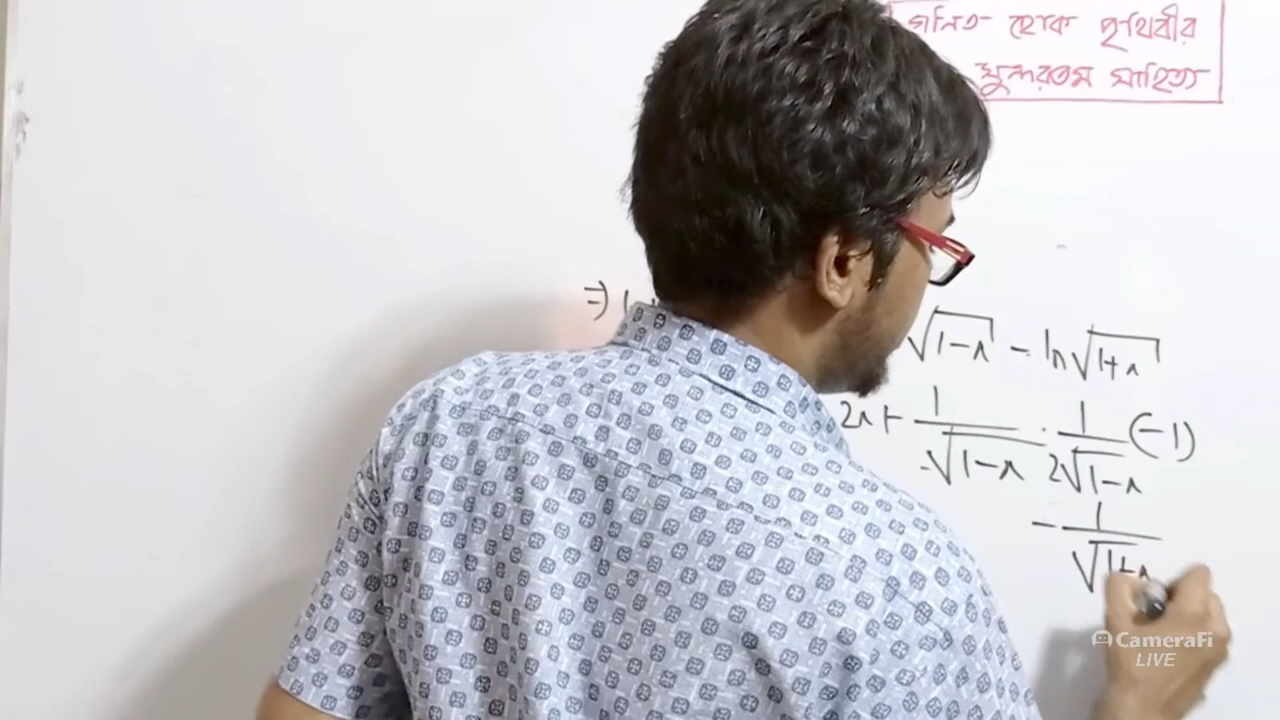 গনিত হোক পৃথিবীর
সুন্দরতম সাহিত্য
=)
√(1-x) - ln√(1+x)
2x + 1/√(1-x) · 1/(2√(1-x)) (-1)
- 1/√(1+x)
CameraFi
LiVE